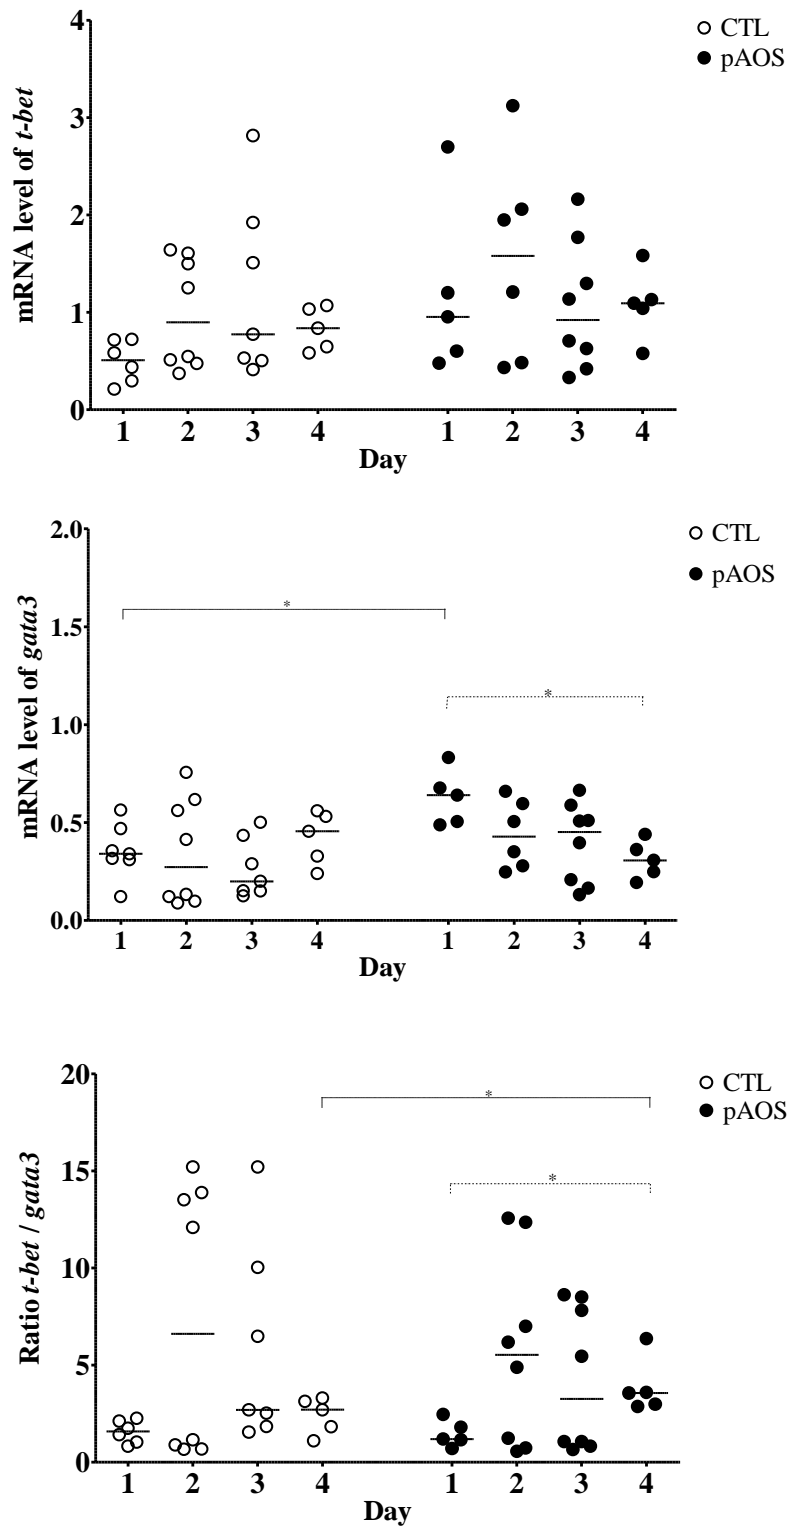 CTL
pAOS
mRNA level of t-bet
4
3
2
1
0
1 2 3 4 1 2 3 4
Day
CTL
pAOS
mRNA level of gata3
2.0
1.5
1.0
0.5
0.0
*
*
1 2 3 4 1 2 3 4
Day
CTL
pAOS
Ratio t-bet / gata3
20
15
10
5
0
*
*
1 2 3 4 1 2 3 4
Day